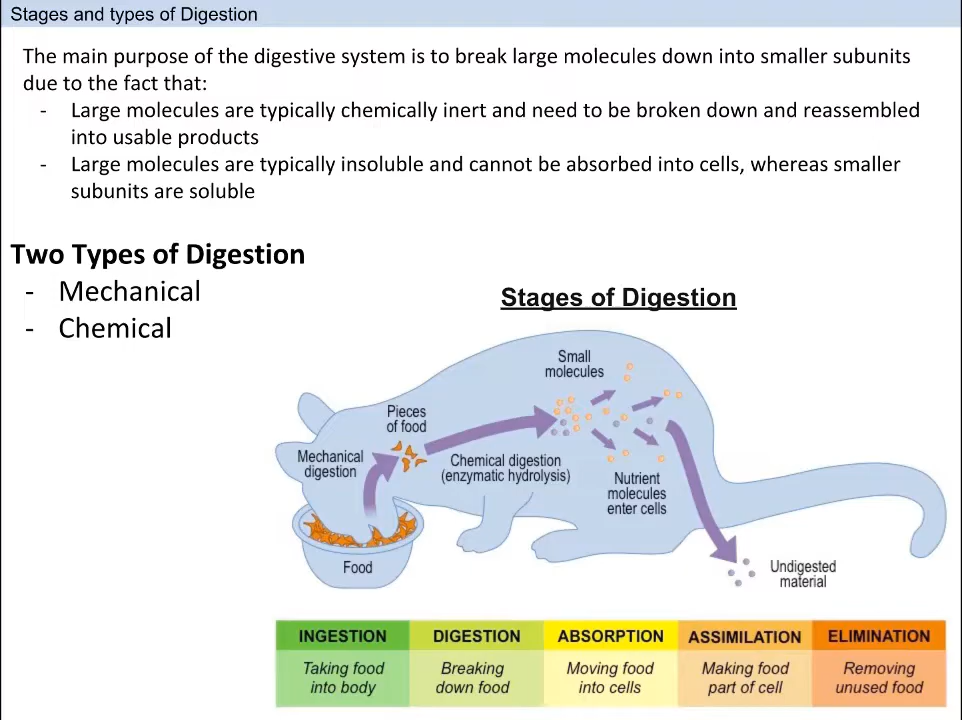 Stages and types of Digestion
The main purpose of the digestive system is to break large molecules down into smaller subunits
due to the fact that:
- Large molecules are typically chemically inert and need to be broken down and reassembled
into usable products
- Large molecules are typically insoluble and cannot be absorbed into cells, whereas smaller
subunits are soluble
Two Types of Digestion
- Mechanical
- Chemical
Stages of Digestion
Small
molecules
Pieces
of food
Mechanical
digestion
Chemical digestion
(enzymatic hydrolysis)
Nutrient
molecules
enter cells
Food
Undigested
material
INGESTION DIGESTION ABSORPTION ASSIMILATION ELIMINATION
Taking food Breaking Moving food Making food Removing
into body down food into cells part of cell unused food